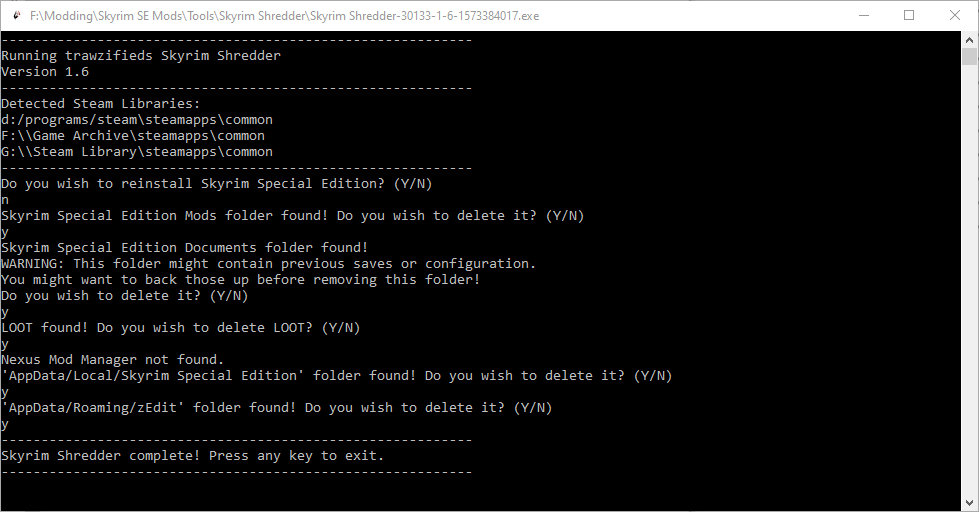 F:\Modding\Skyrim SE Mods\Tools\Skyrim Shredder\Skyrim Shredder-30133-1-6-1573384017.exe
-----------------------------------------------------------
Running trawzifieds Skyrim Shredder
Version 1.6
-----------------------------------------------------------
Detected Steam Libraries:
d:/programs/steam\steamapps\common
F:\\Game Archive\steamapps\common
G:\\Steam Library\steamapps\common
-----------------------------------------------------------
Do you wish to reinstall Skyrim Special Edition? (Y/N)
n
Skyrim Special Edition Mods folder found! Do you wish to delete it? (Y/N)
y
Skyrim Special Edition Documents folder found!
WARNING: This folder might contain previous saves or configuration.
You might want to back those up before removing this folder!
Do you wish to delete it? (Y/N)
y
LOOT found! Do you wish to delete LOOT? (Y/N)
y
Nexus Mod Manager not found.
'AppData/Local/Skyrim Special Edition' folder found! Do you wish to delete it? (Y/N)
y
'AppData/Roaming/zEdit' folder found! Do you wish to delete it? (Y/N)
y
-----------------------------------------------------------
Skyrim Shredder complete! Press any key to exit.
-----------------------------------------------------------